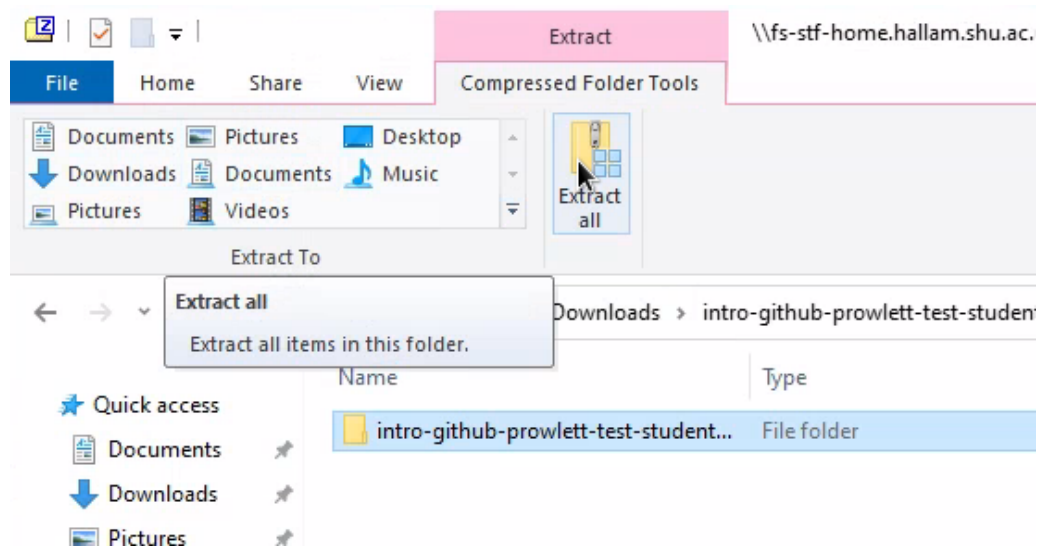 Extract
\\fs-stf-home.hallam.shu.ac.
File Home Share View Compressed Folder Tools
Documents Pictures Desktop
Downloads Documents Music
Pictures Videos
Extract all
Extract To
Extract all
Extract all items in this folder.
Downloads > intro-github-prowlett-test-studen
Name Type
Quick access
intro-github-prowlett-test-student... File folder
Documents
Downloads
Pictures